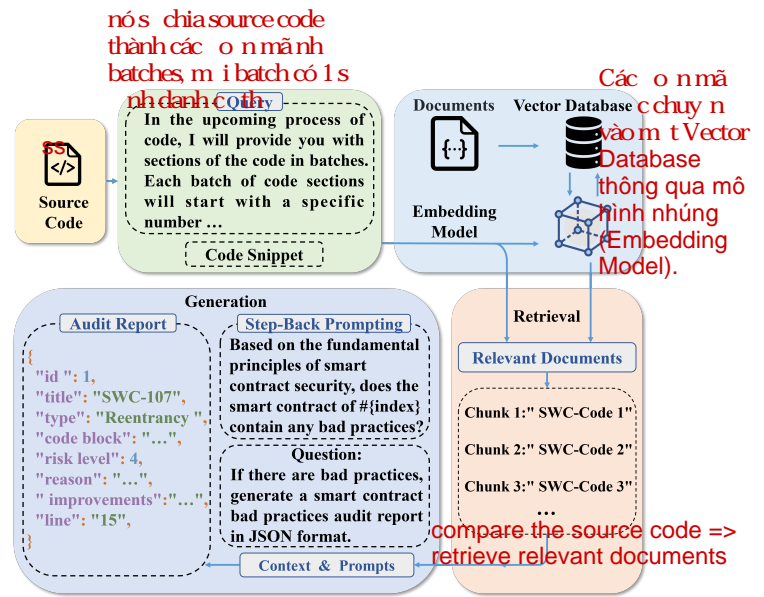 nó s chia source code
thành các o n mã nh
batches, m i batch có 1 s
nh danh c th
Query
In the upcoming process of
code, I will provide you with
sections of the code in batches.
Each batch of code sections
will start with a specific
number ...
Code Snippet
SS
Source
Code
Documents
Vector Database
Embedding
Model
Các o n mã
c chuy n
vào m t Vector
Database
thông qua mô
hình nhúng
(Embedding
Model).
Generation
Audit Report
{
"id ": 1,
"title": "SWC-107",
"type": "Reentrancy ",
"code block": "...",
"risk level": 4,
"reason": "...",
" improvements":"...",
"line": "15",
}
Step-Back Prompting
Based on the fundamental
principles of smart
contract security, does the
smart contract of #{index}
contain any bad practices?
Question:
If there are bad practices,
generate a smart contract
bad practices audit report
in JSON format.
Context & Prompts
Retrieval
Relevant Documents
Chunk 1:" SWC-Code 1"
Chunk 2:" SWC-Code 2"
Chunk 3:" SWC-Code 3"
...
compare the source code =>
retrieve relevant documents